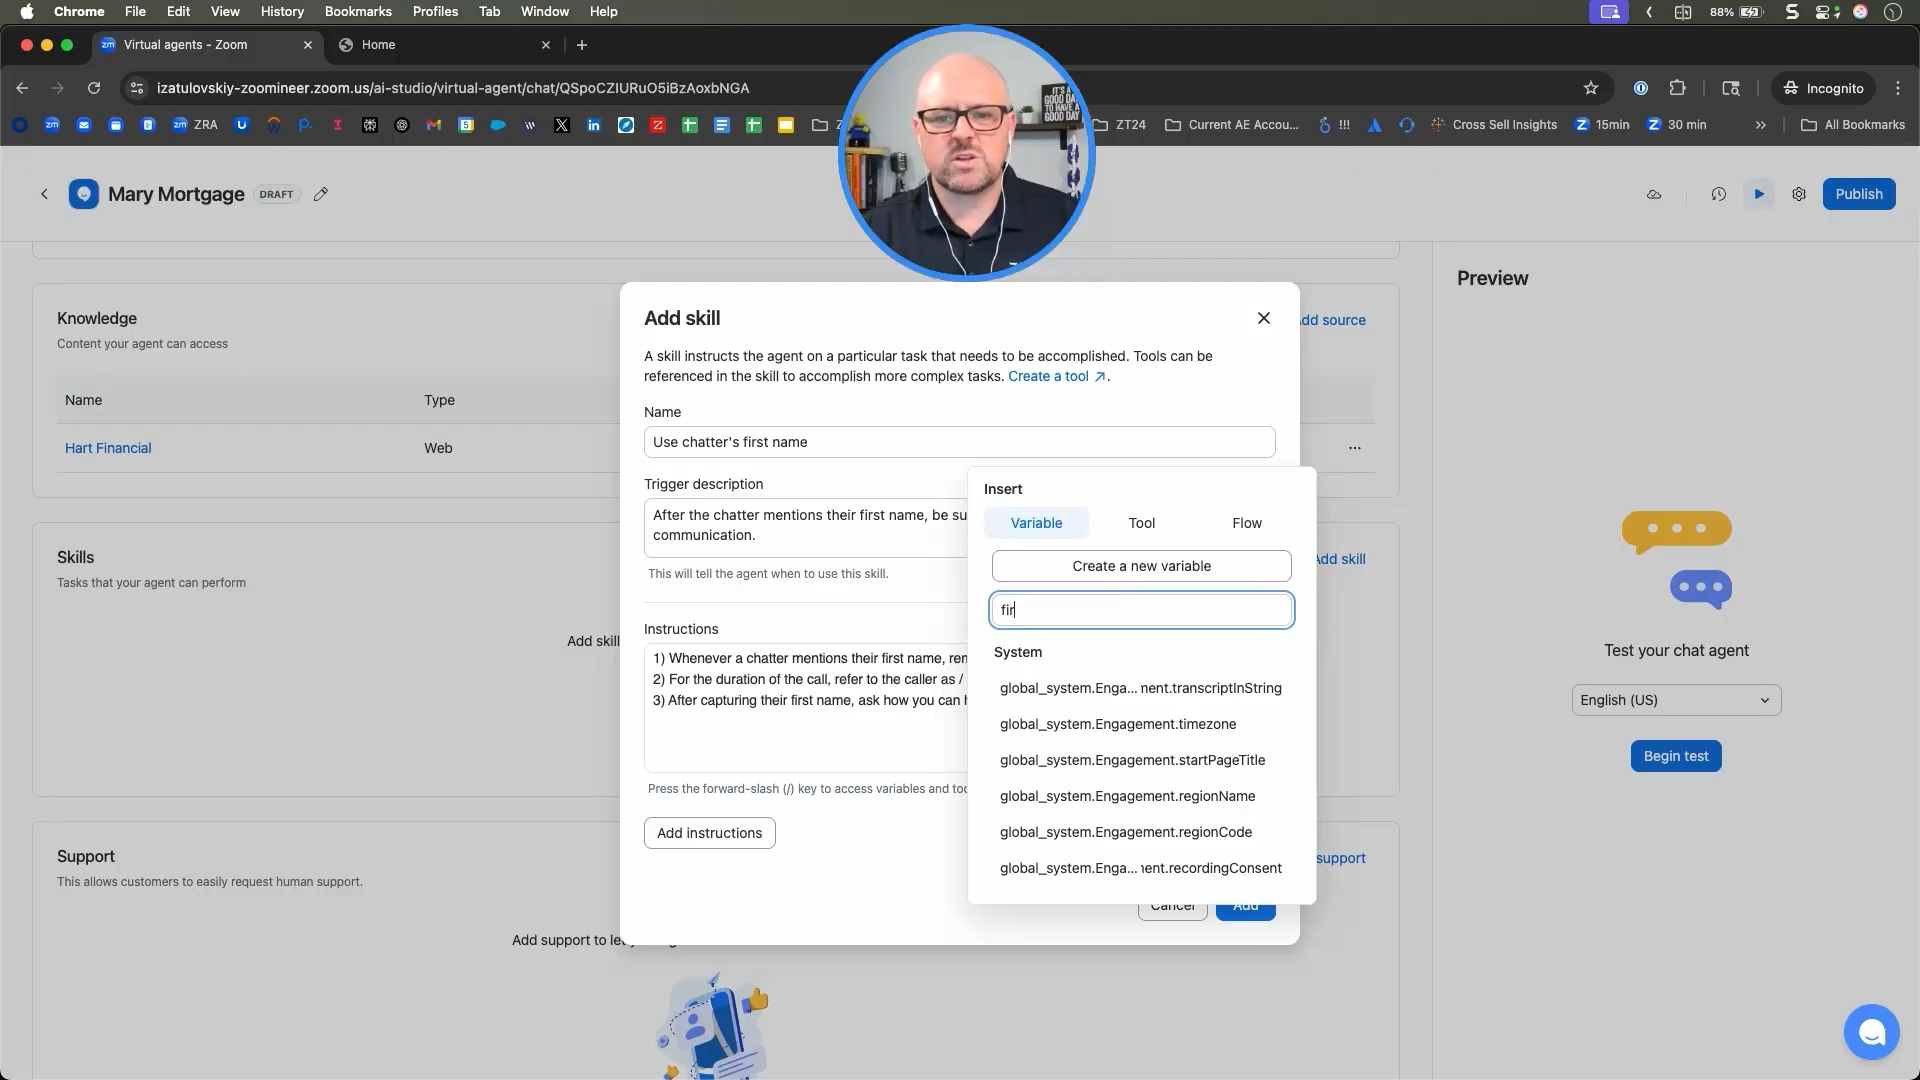 Chrome File Edit View History Bookmarks Profiles Tab Window Help
88%
Virtual agents - Zoom
Home
izatulovskiy-zoomineer.zoom.us/ai-studio/virtual-agent/chat/QSpoCZIURuO5iBzAoxbNGA
Incognito
ZRA
ZT24
Current AE Accou...
!!!
Cross Sell Insights
15min
30 min
All Bookmarks
IT'S A
GOOD DAY
TO HAVE A
GOOD DAY
Mary Mortgage
DRAFT
Publish
Preview
Knowledge
Content your agent can access
dd source
Name
Type
Hart Financial
Web
...
Skills
Tasks that your agent can perform
Add skill
Add skill
Support
This allows customers to easily request human support.
support
Add support to let
Add skill
A skill instructs the agent on a particular task that needs to be accomplished. Tools can be
referenced in the skill to accomplish more complex tasks. Create a tool ↗.
Name
Use chatter's first name
Trigger description
After the chatter mentions their first name, be su
communication.
This will tell the agent when to use this skill.
Instructions
1) Whenever a chatter mentions their first name, rem
2) For the duration of the call, refer to the caller as /
3) After capturing their first name, ask how you can h
Press the forward-slash (/) key to access variables and too
Add instructions
Cancel
Add
Insert
Variable
Tool
Flow
Create a new variable
fir
System
global_system.Enga... nent.transcriptInString
global_system.Engagement.timezone
global_system.Engagement.startPageTitle
global_system.Engagement.regionName
global_system.Engagement.regionCode
global_system.Enga... nent.recordingConsent
Test your chat agent
English (US)
Begin test